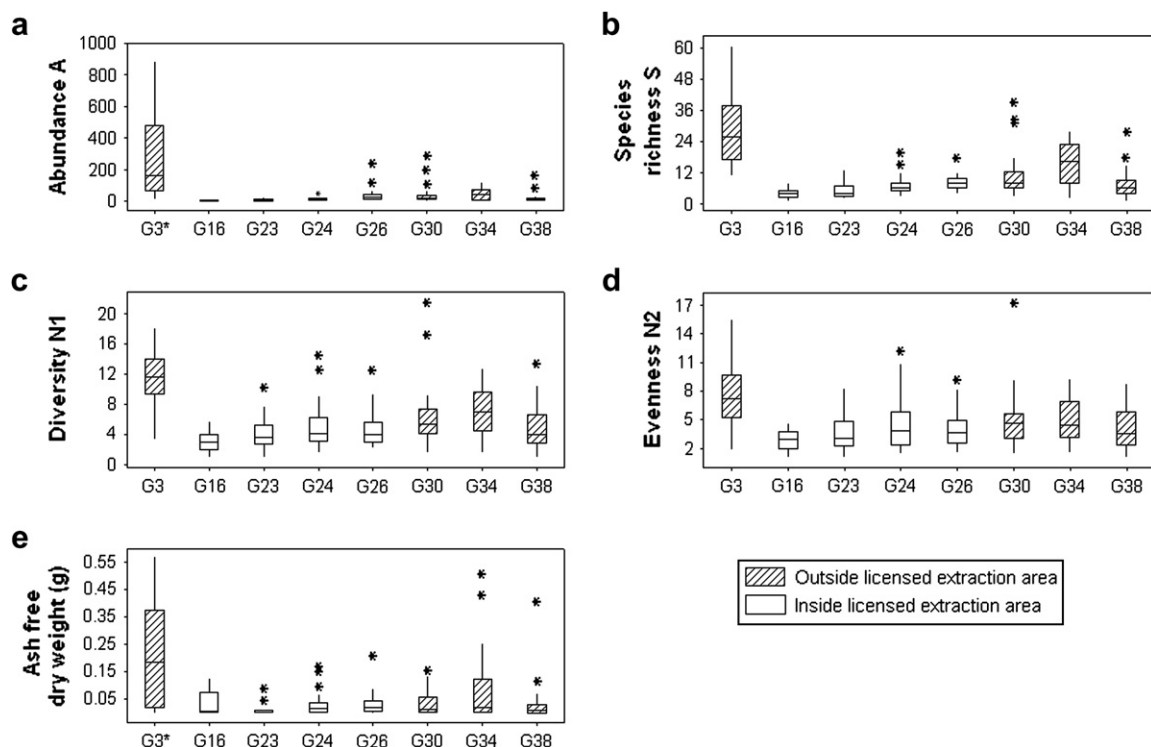 a
Abundance A
1000
800
600
400
200
0
G3* G16 G23 G24 G26 G30 G34 G38
b
Species
richness S
60
48
36
24
12
0
G3 G16 G23 G24 G26 G30 G34 G38
c
Diversity N1
20
16
12
8
4
0
G3 G16 G23 G24 G26 G30 G34 G38
d
Evenness N2
17
14
11
8
5
2
G3 G16 G23 G24 G26 G30 G34 G38
e
Ash free
dry weight (g)
0.55
0.45
0.35
0.25
0.15
0.05
G3* G16 G23 G24 G26 G30 G34 G38
Outside licensed extraction area
Inside licensed extraction area